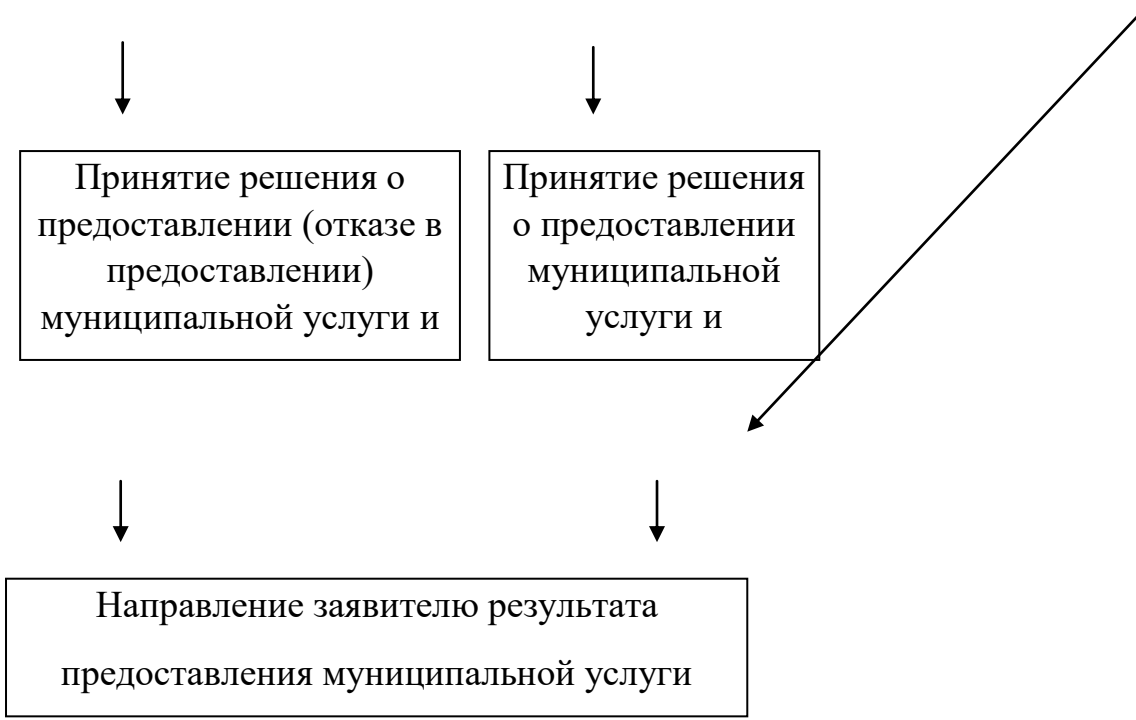 Принятие решения о
предоставлении (отказе в
предоставлении)
муниципальной услуги и
Принятие решения
о предоставлении
муниципальной
услуги и
Направление заявителю результата
предоставления муниципальной услуги